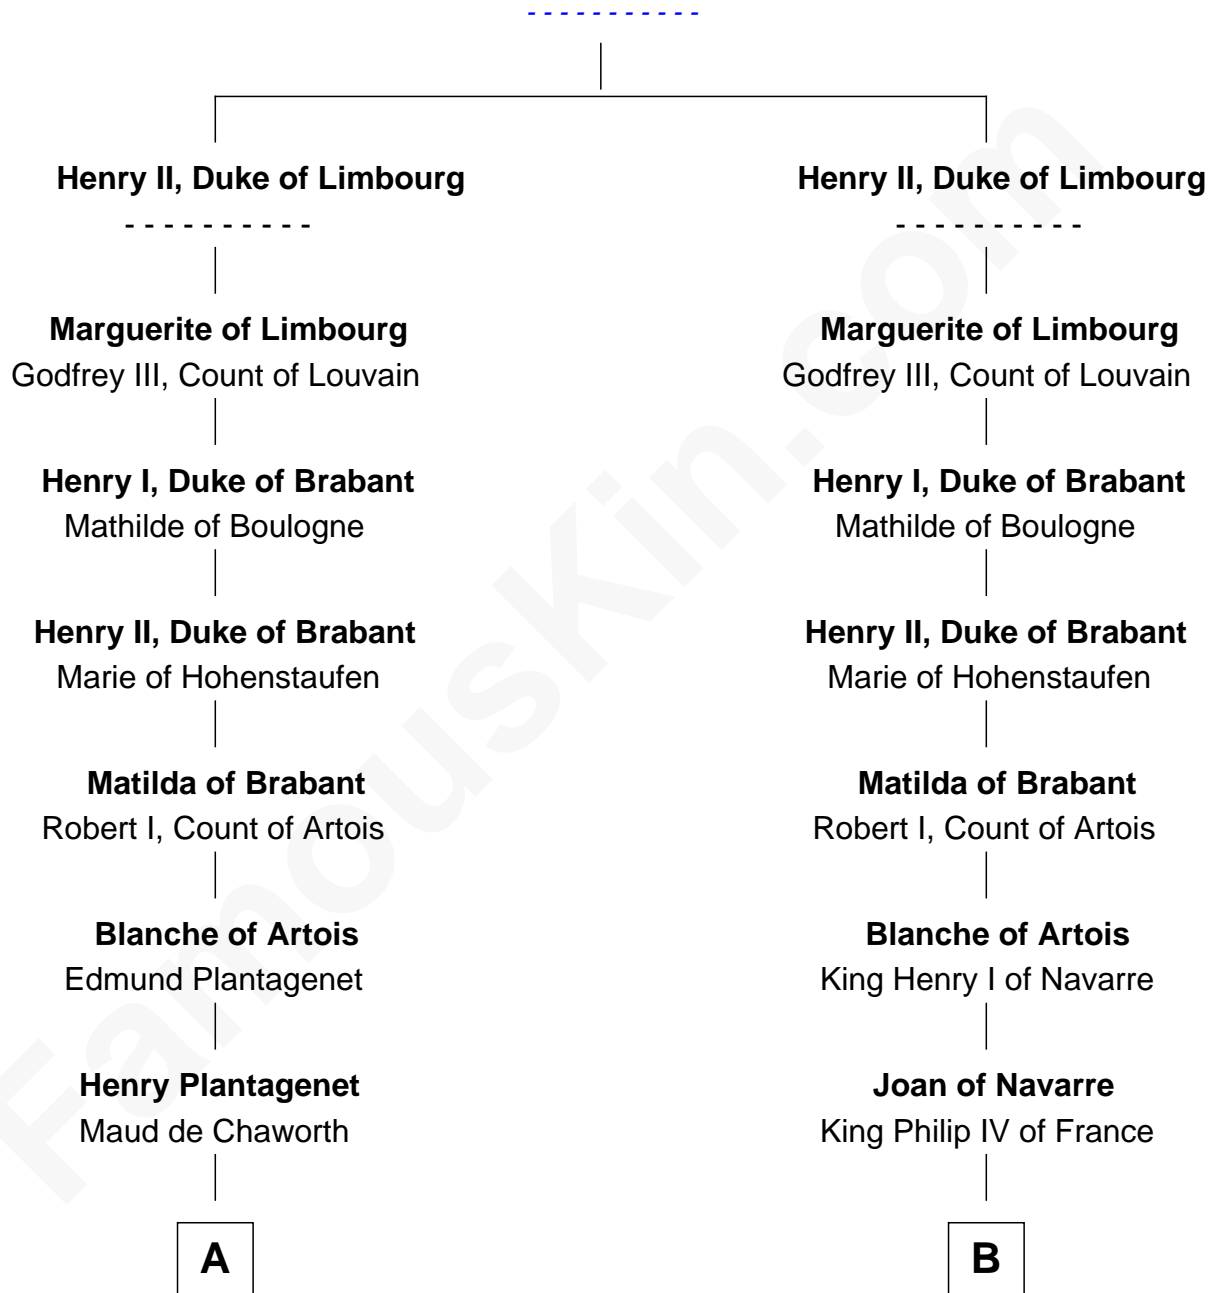 - - - - - - - - - - -
Henry II, Duke of Limbourg
- - - - - - - - - -
Marguerite of Limbourg
Godfrey III, Count of Louvain
Henry I, Duke of Brabant
Mathilde of Boulogne
Henry II, Duke of Brabant
Marie of Hohenstaufen
Matilda of Brabant
Robert I, Count of Artois
Blanche of Artois
Edmund Plantagenet
Henry Plantagenet
Maud de Chaworth
A
Henry II, Duke of Limbourg
- - - - - - - - - -
Marguerite of Limbourg
Godfrey III, Count of Louvain
Henry I, Duke of Brabant
Mathilde of Boulogne
Henry II, Duke of Brabant
Marie of Hohenstaufen
Matilda of Brabant
Robert I, Count of Artois
Blanche of Artois
King Henry I of Navarre
Joan of Navarre
King Philip IV of France
B
FamousKin.com